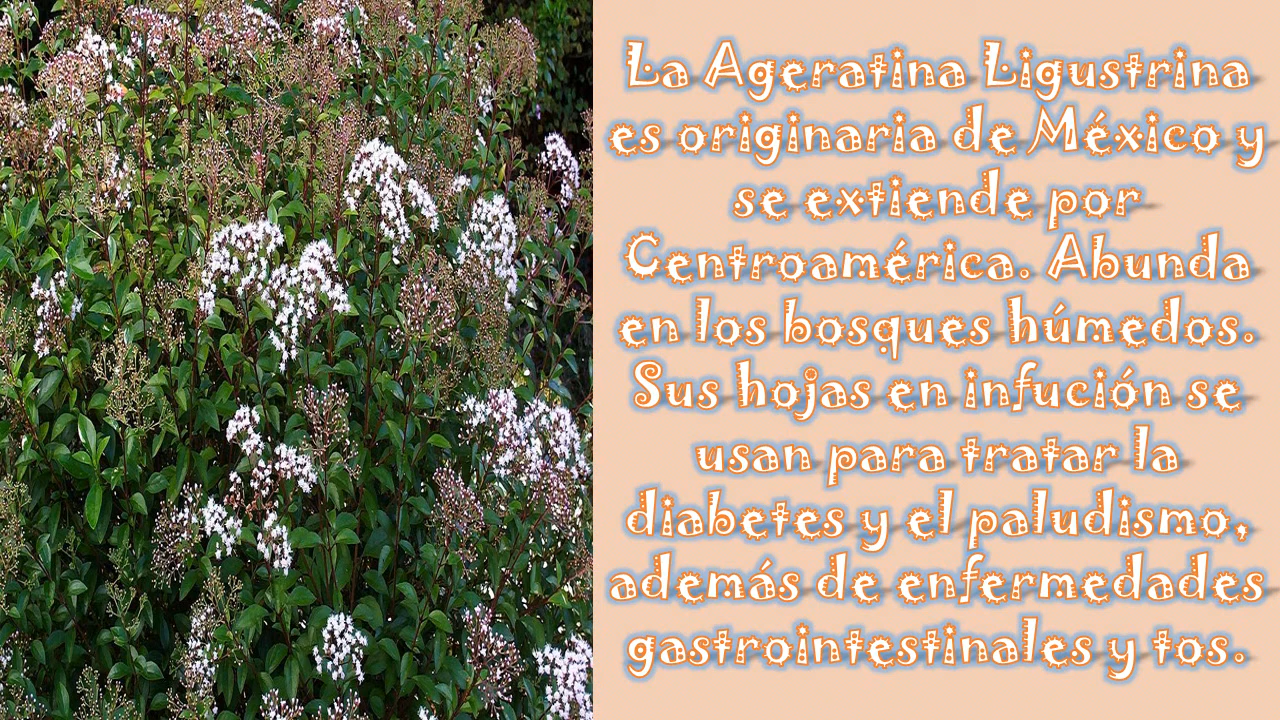 La Ageratina Ligustrina
es originaria de México y
se extiende por
Centroamérica. Abunda
en los bosques húmedos.
Sus hojas en infución se
usan para tratar la
diabetes y el paludismo,
además de enfermedades
gastrointestinales y tos.